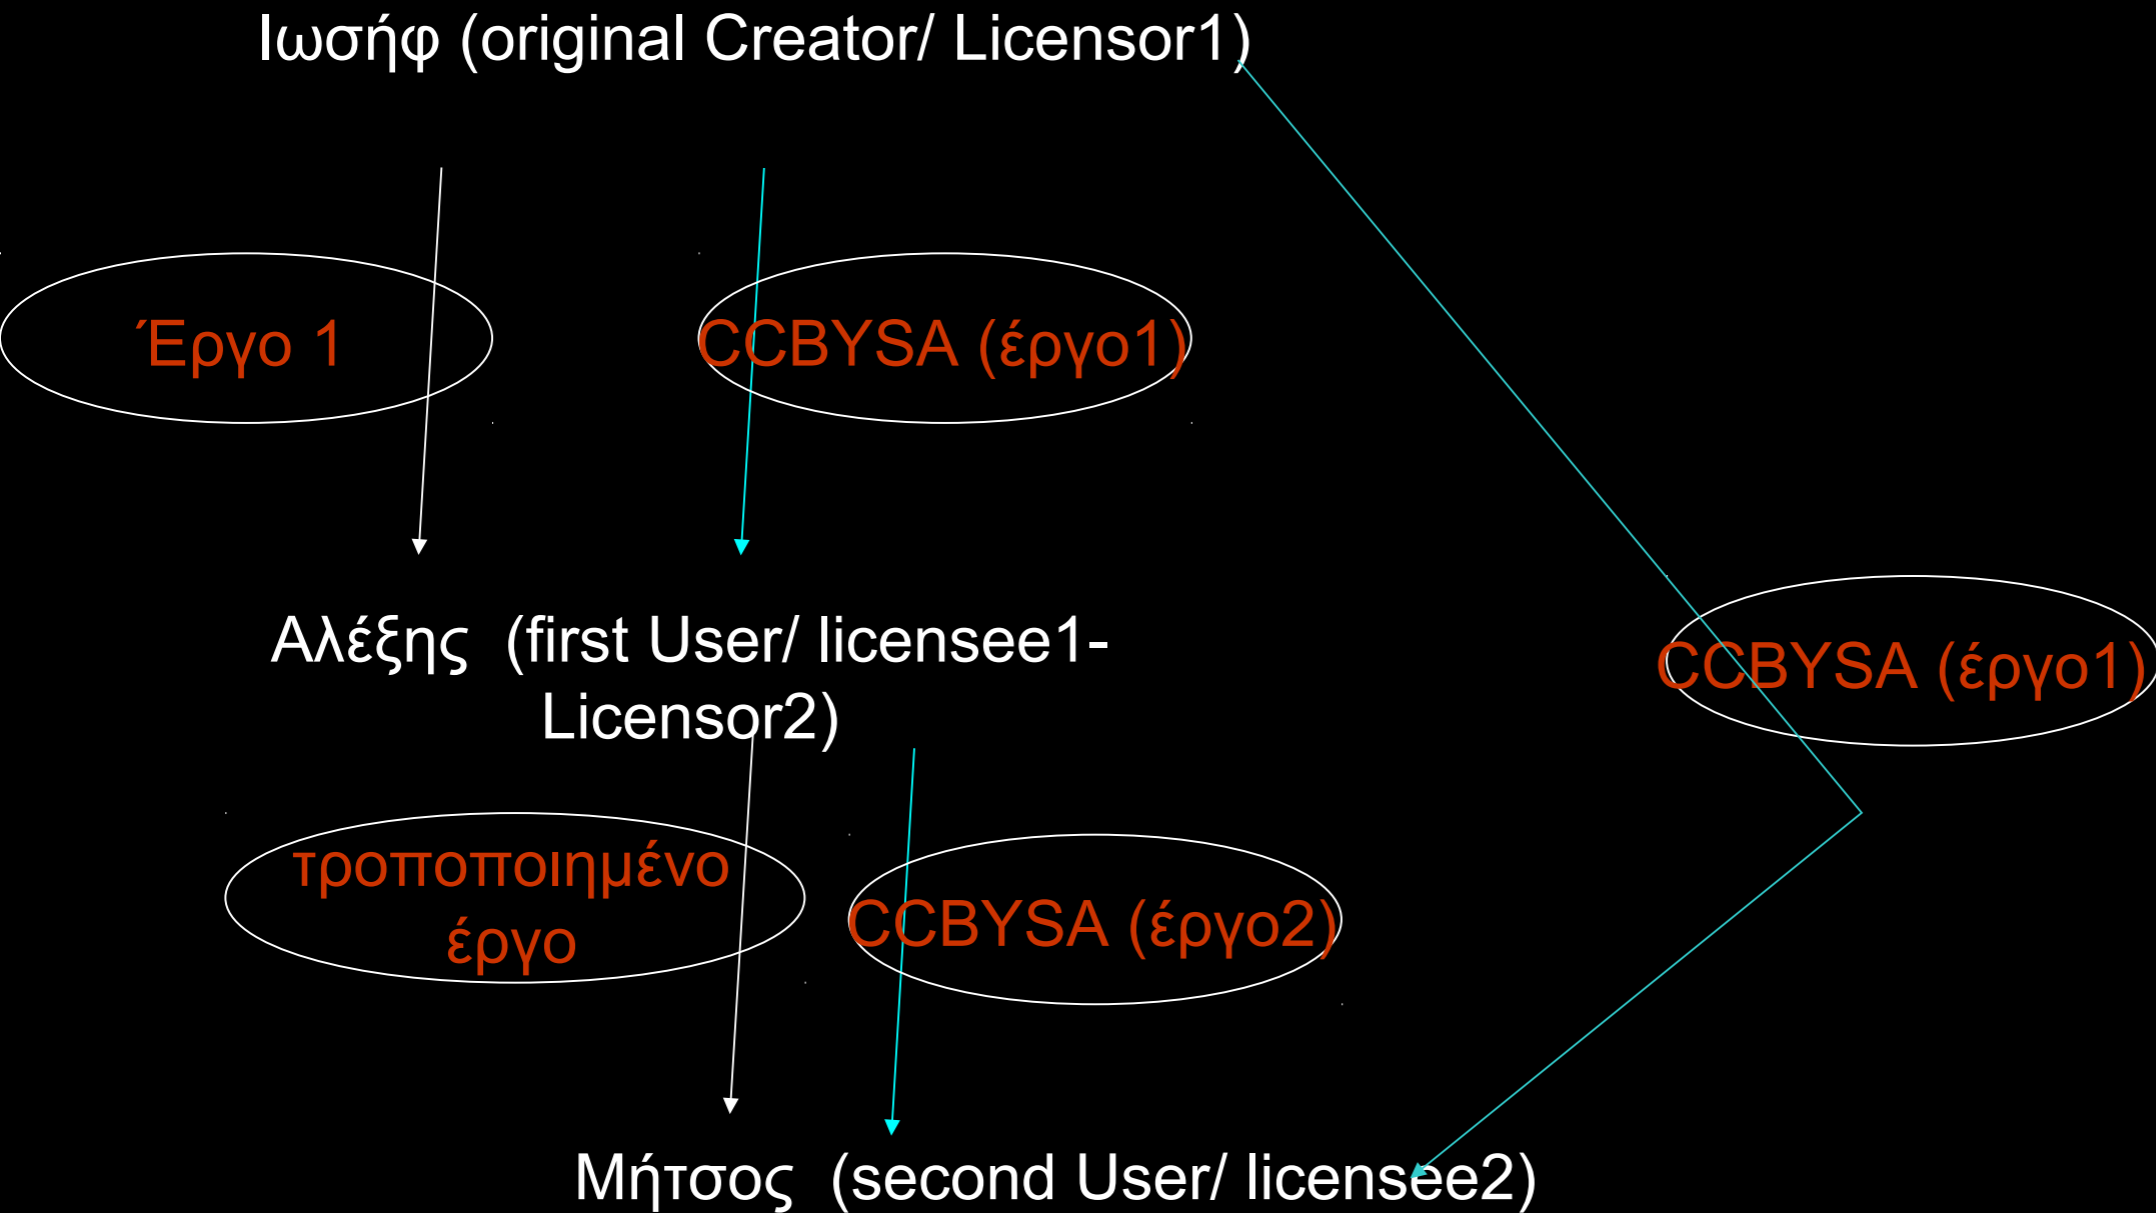 Ιωσήφ (original Creator/ Licensor1)
Έργο 1
CCBYSA (έργο1)
Αλέξης (first User/ licensee1-
Licensor2)
CCBYSA (έργο1)
τροποποιημένο
έργο
CCBYSA (έργο2)
Μήτσος (second User/ licensee2)